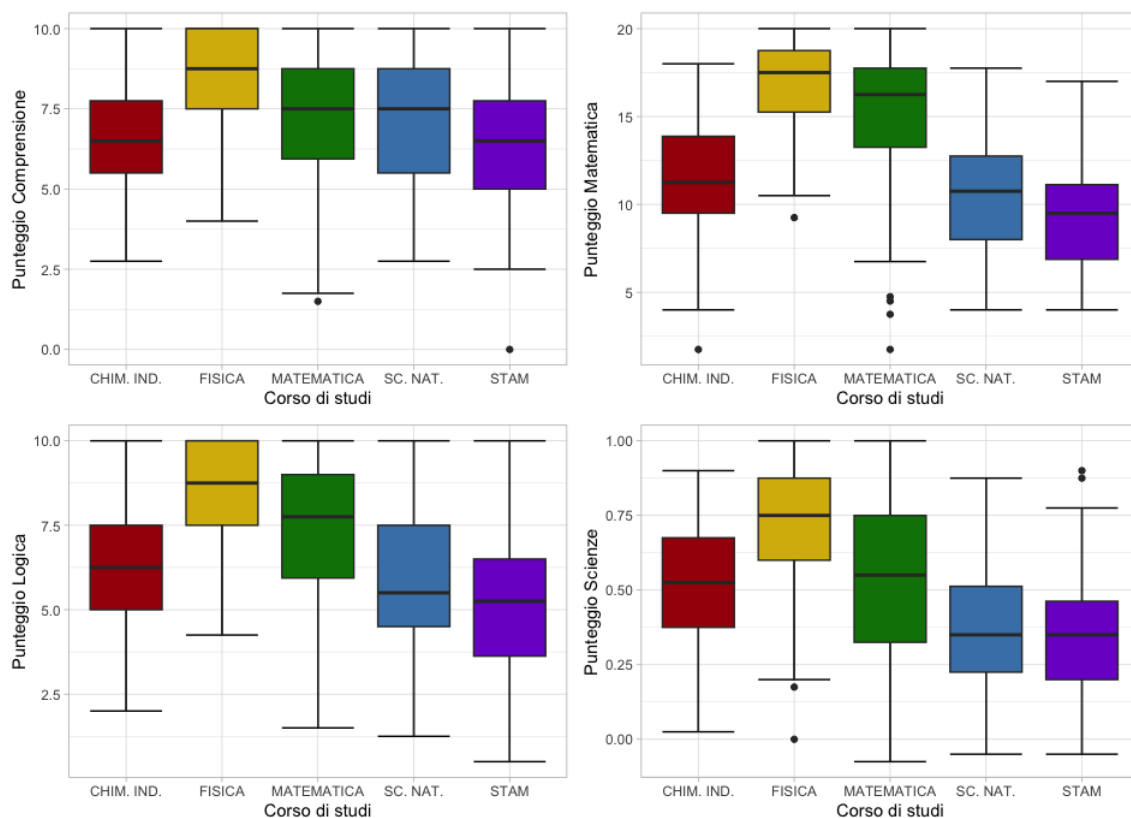 Punteggio Comprensione
10.0
7.5
5.0
2.5
0.0
CHIM. IND. FISICA MATEMATICA SC. NAT. STAM
Corso di studi
Punteggio Matematica
20
15
10
5
CHIM. IND. FISICA MATEMATICA SC. NAT. STAM
Corso di studi
Punteggio Logica
10.0
7.5
5.0
2.5
CHIM. IND. FISICA MATEMATICA SC. NAT. STAM
Corso di studi
Punteggio Scienze
1.00
0.75
0.50
0.25
0.00
CHIM. IND. FISICA MATEMATICA SC. NAT. STAM
Corso di studi